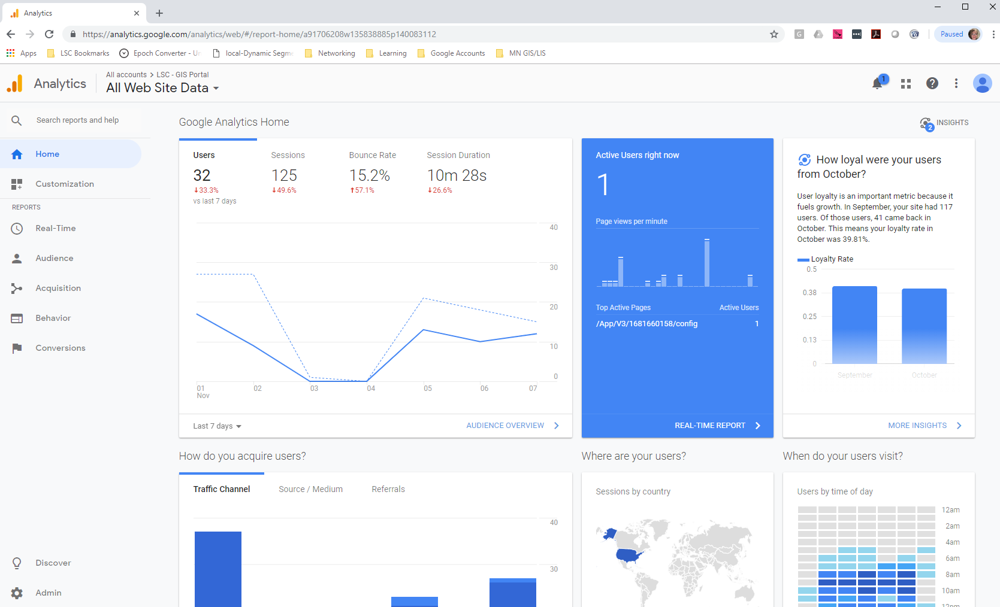 Analytics
https://analytics.google.com/analytics/web/#/report-home/a91706208w135838885p140083112
Paused
Apps
LSC Bookmarks
Epoch Converter - Un
local-Dynamic Segme
Networking
Learning
Google Accounts
MN GIS/LIS
Analytics
All accounts > LSC - GIS Portal
All Web Site Data
1
Search reports and help
Home
Customization
REPORTS
Real-Time
Audience
Acquisition
Behavior
Conversions
Discover
Admin
Google Analytics Home
2
INSIGHTS
Users
32
33.3%
vs last 7 days
Sessions
125
49.6%
Bounce Rate
15.2%
57.1%
Session Duration
10m 28s
26.6%
40
30
20
10
0
01
Nov
02
03
04
05
06
07
Last 7 days
AUDIENCE OVERVIEW
Active Users right now
1
Page views per minute
Top Active Pages
Active Users
/App/V3/1681660158/config
1
REAL-TIME REPORT
How loyal were your users
from October?
User loyalty is an important metric because it
fuels growth. In September, your site had 117
users. Of those users, 41 came back in
October. This means your loyalty rate in
October was 39.81%.
Loyalty Rate
0.5
0.38
0.25
0.13
0
September
October
MORE INSIGHTS
How do you acquire users?
Traffic Channel
Source / Medium
Referrals
40
30
Where are your users?
Sessions by country
When do your users visit?
Users by time of day
12am
2am
4am
6am
8am
10am
12pm